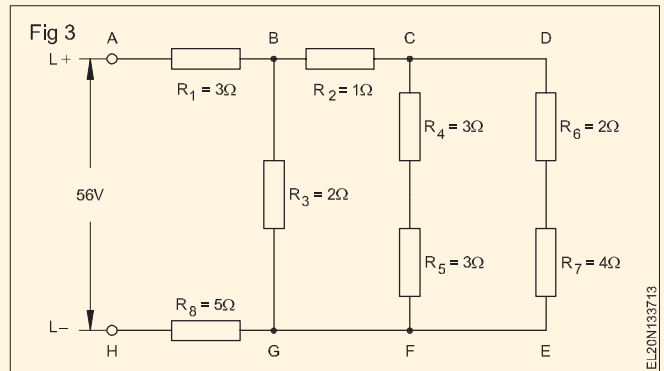 Fig 3
A
B
C
D
L +
R1 = 3Ω
R2 = 1Ω
R4 = 3Ω
R6 = 2Ω
56V
R3 = 2Ω
R5 = 3Ω
R7 = 4Ω
R8 = 5Ω
L–
H
G
F
E
EL20N133713